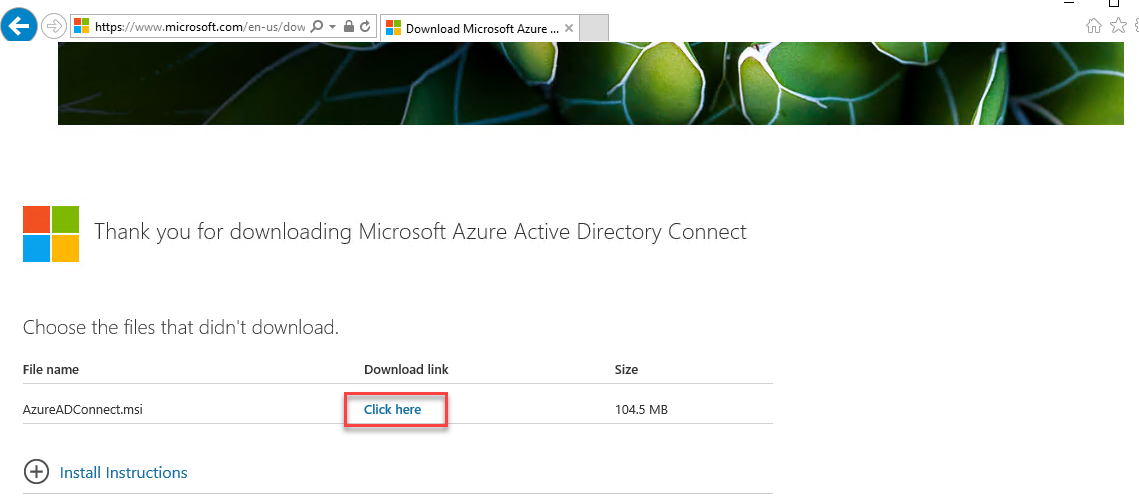 https://www.microsoft.com/en-us/dow
Download Microsoft Azure ...
Thank you for downloading Microsoft Azure Active Directory Connect
Choose the files that didn't download.
File name Download link Size
AzureADConnect.msi Click here 104.5 MB
Install Instructions